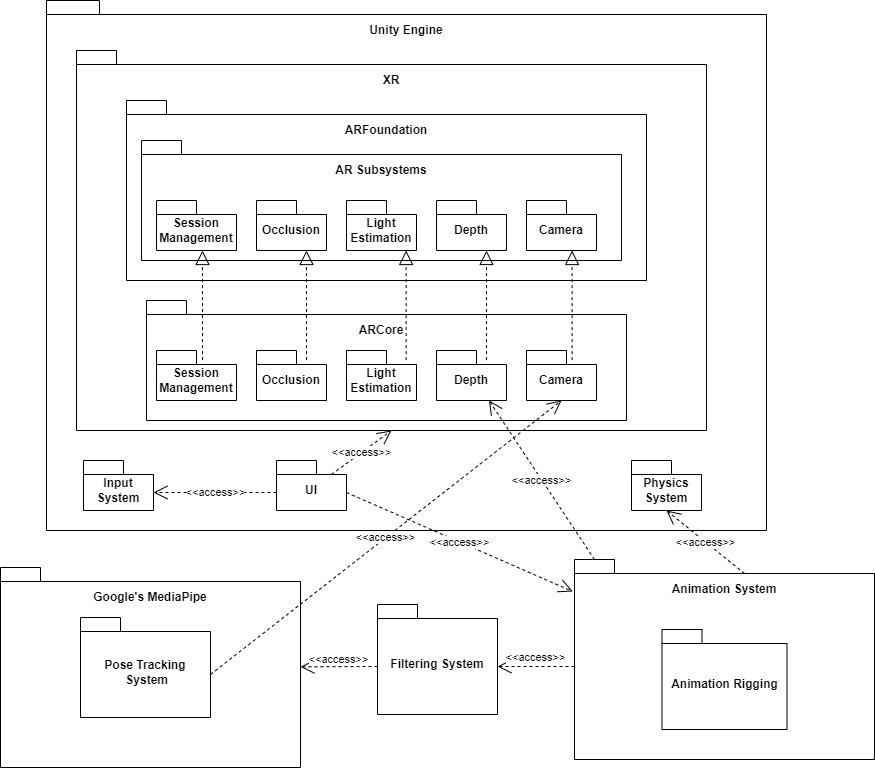 Unity Engine
XR
ARFoundation
AR Subsystems
Session
Management
Occlusion
Light
Estimation
Depth
Camera
ARCore
Session
Management
Occlusion
Light
Estimation
Depth
Camera
<<access>>
Input
System
<<access>>
UI
<<access>>
Physics
System
<<access>>
<<access>>
<<access>>
Google's MediaPipe
Pose Tracking
System
<<access>>
Filtering System
<<access>>
Animation System
Animation Rigging